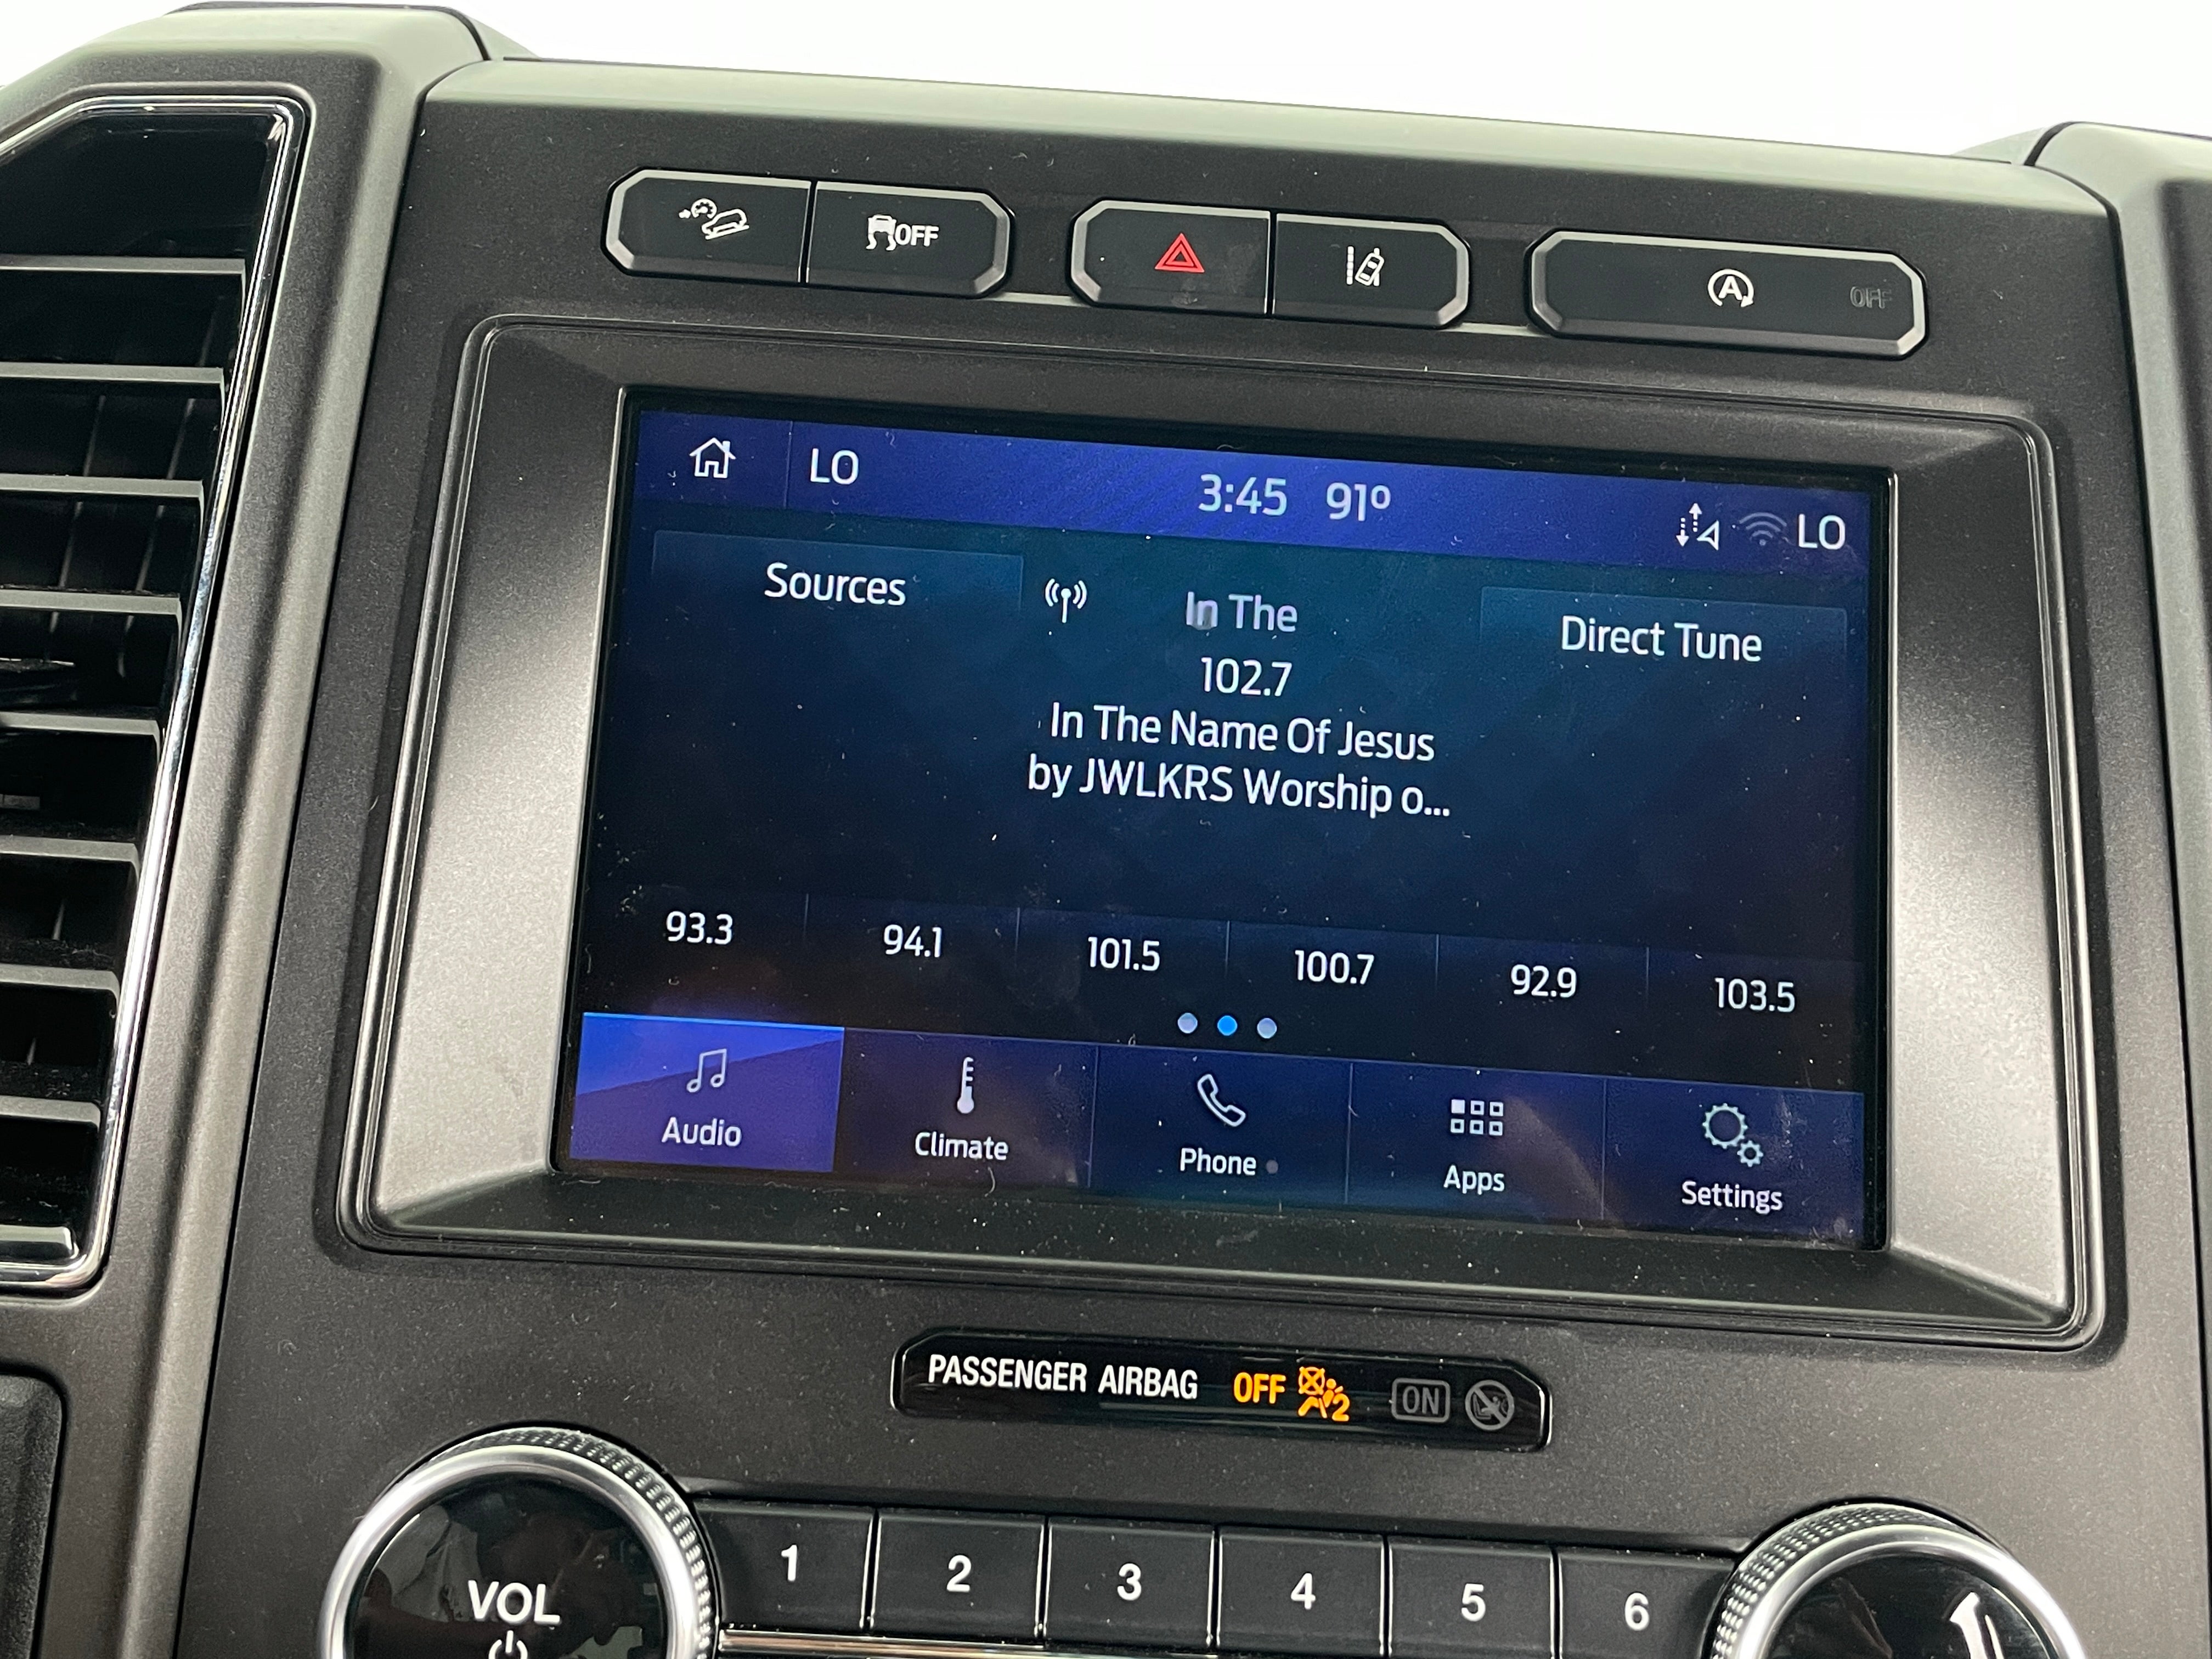 OFF
A OFF
LO 3:45 91° LO
Sources In The Direct Tune
102.7
In The Name Of Jesus
by JWLKRS Worship o...
93.3 94.1 101.5 100.7 92.9 103.5
Audio Climate Phone Apps Settings
PASSENGER AIRBAG OFF 2 ON
VOL 1 2 3 4 5 6